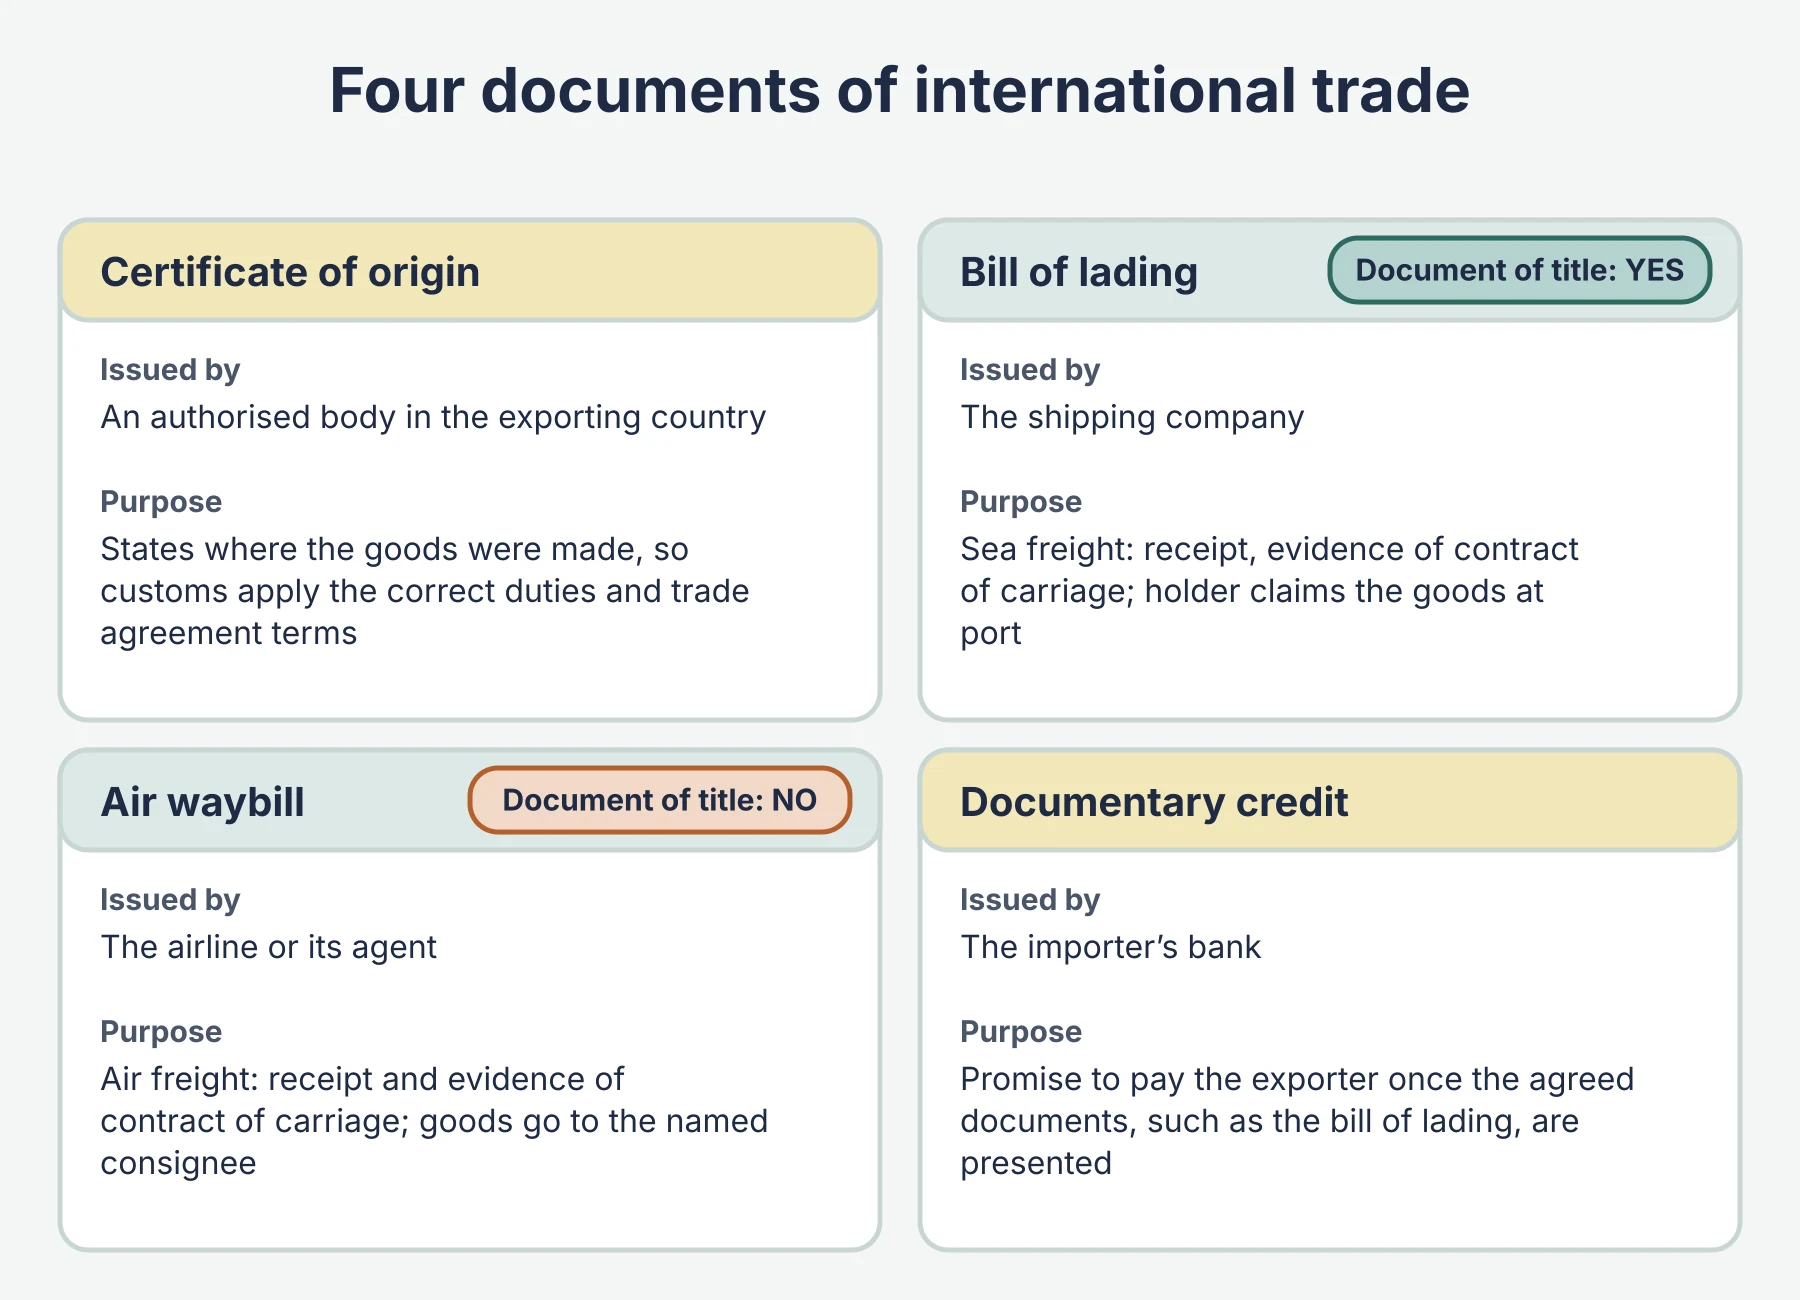 Four documents of international trade
Certificate of origin
Issued by
An authorised body in the exporting country
Purpose
States where the goods were made, so
customs apply the correct duties and trade
agreement terms
Bill of lading
Document of title: YES
Issued by
The shipping company
Purpose
Sea freight: receipt, evidence of contract
of carriage; holder claims the goods at
port
Air waybill
Document of title: NO
Issued by
The airline or its agent
Purpose
Air freight: receipt and evidence of
contract of carriage; goods go to the named
consignee
Documentary credit
Issued by
The importer’s bank
Purpose
Promise to pay the exporter once the agreed
documents, such as the bill of lading, are
presented